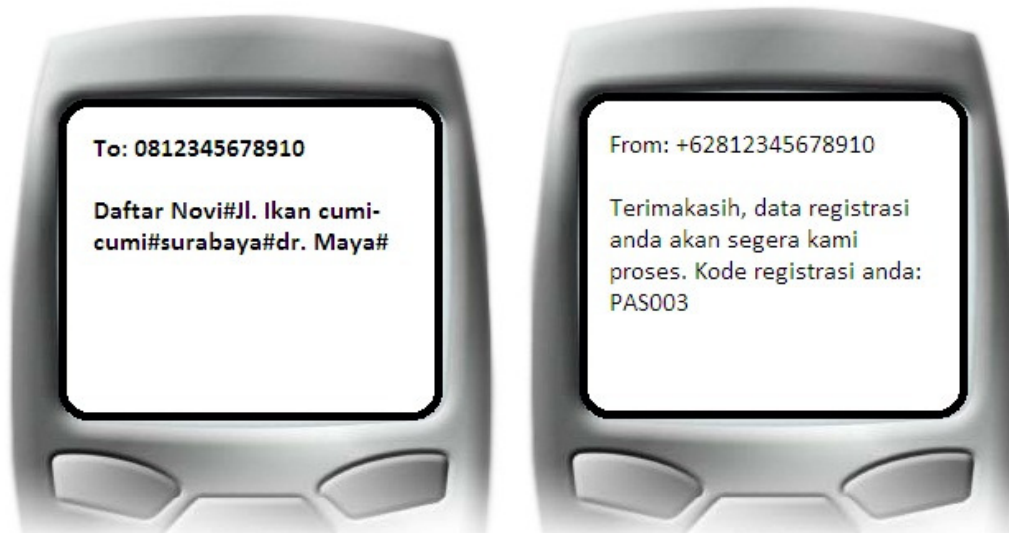 To: 0812345678910
Daftar Novi#Jl. Ikan cumi-
cumi#surabaya#dr. Maya#
From: +62812345678910
Terimakasih, data registrasi
anda akan segera kami
proses. Kode registrasi anda:
PAS003